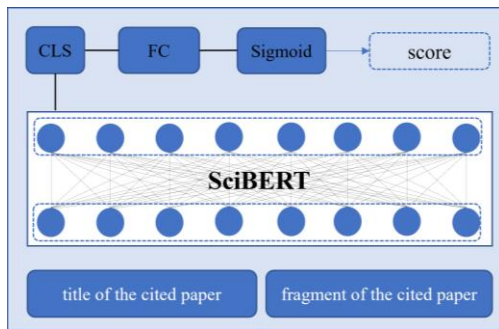 CLS FC Sigmoid score
SciBERT
title of the cited paper fragment of the cited paper